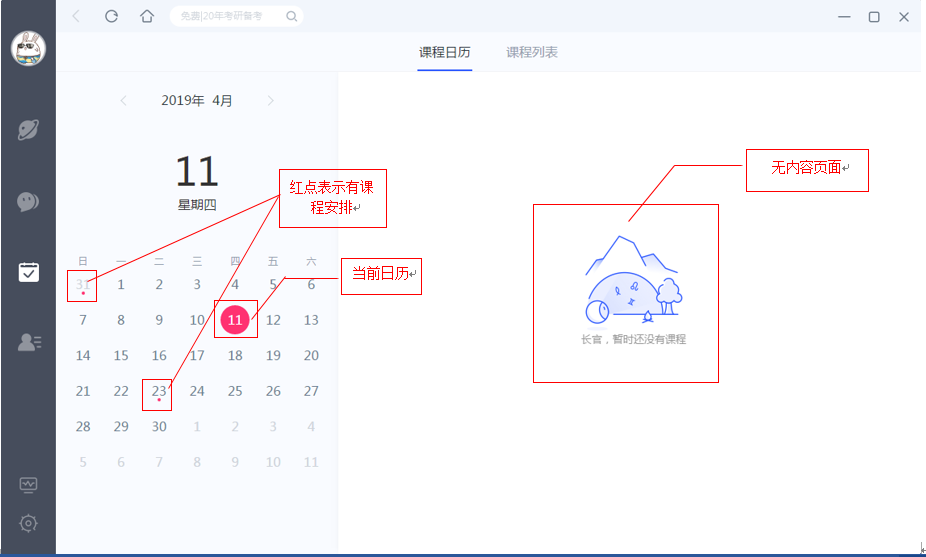 免费|20年考研备考
课程日历 课程列表
2019年 4月
11
星期四
红点表示有课
程安排
无内容页面
当前日历
日 一 二 三 四 五 六
31 1 2 3 4 5 6
7 8 9 10 11 12 13
14 15 16 17 18 19 20
21 22 23 24 25 26 27
28 29 30 1 2 3 4
5 6 7 8 9 10 11
长官，暂时还没有课程